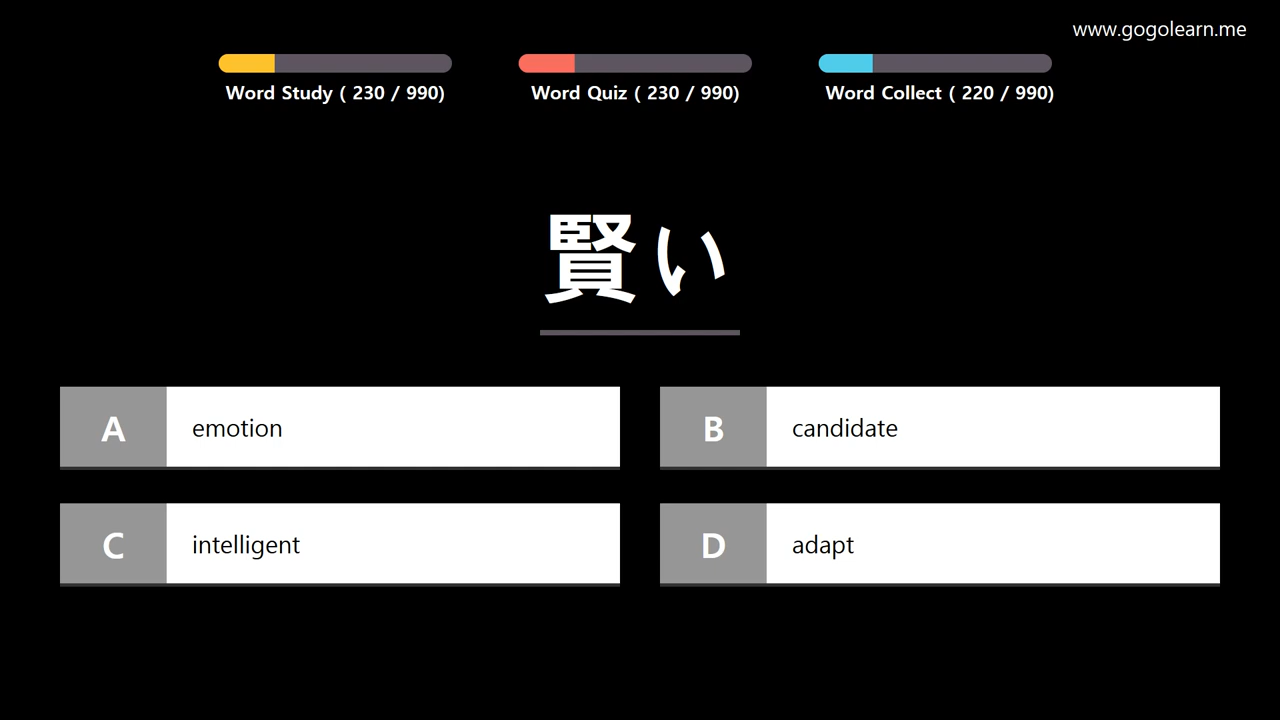 www.gogolearn.me
Word Study ( 230 / 990)
Word Quiz ( 230 / 990)
Word Collect ( 220 / 990)
賢い
A emotion
B candidate
C intelligent
D adapt